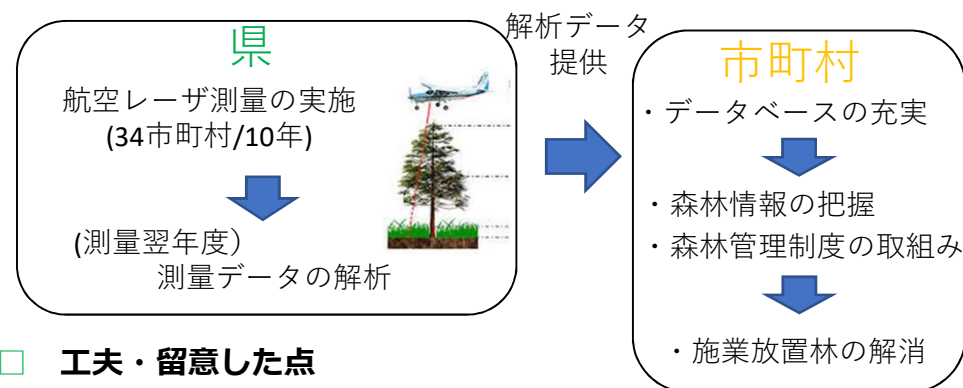 県
航空レーザ測量の実施
(34市町村/10年)
(測量翌年度）
測量データの解析
解析データ
提供
市町村
・データベースの充実
・森林情報の把握
・森林管理制度の取組み
・施業放置林の解消
□ 工夫・留意した点